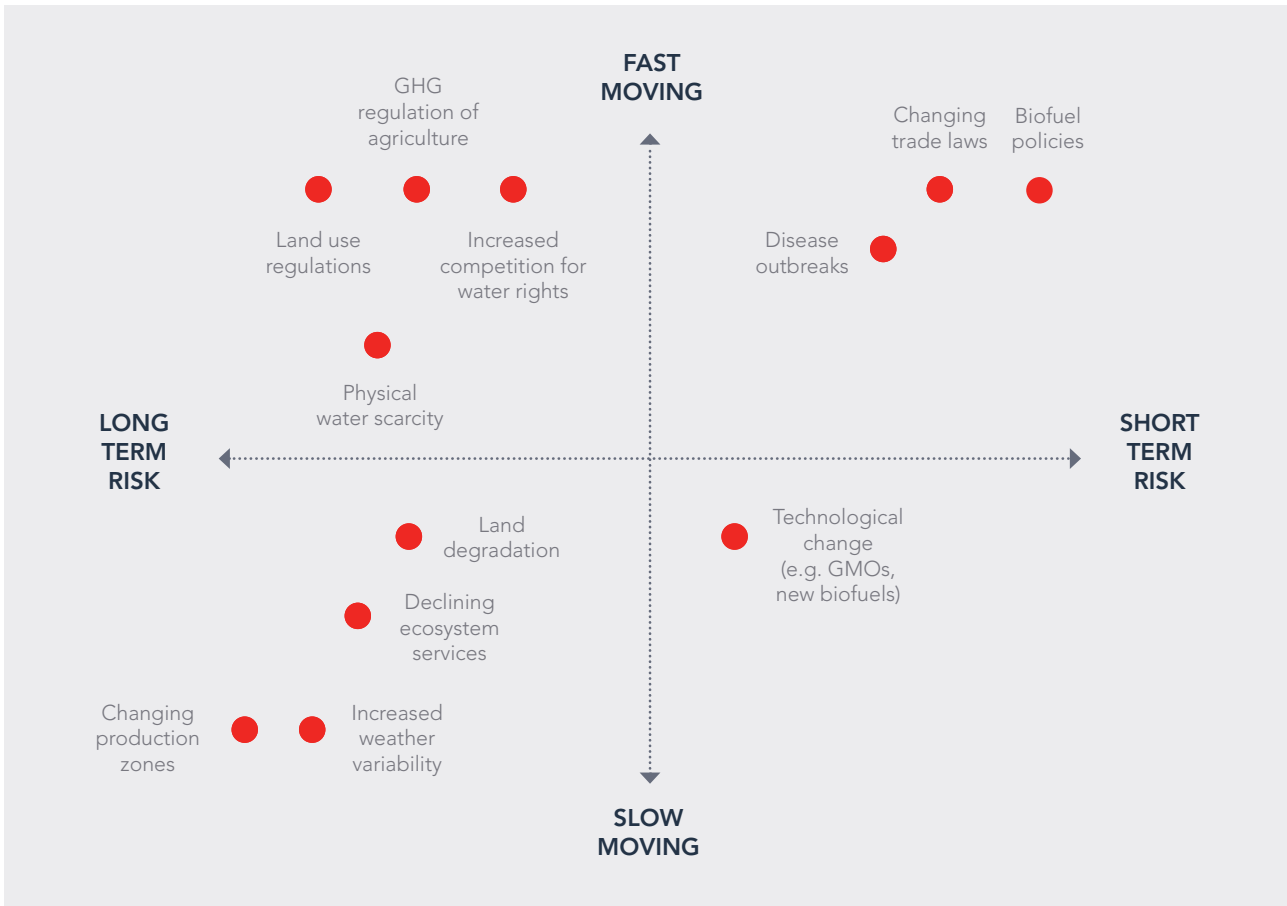 FAST
MOVING
GHG
regulation of
agriculture
Changing
trade laws
Biofuel
policies
Land use
regulations
Increased
competition for
water rights
Disease
outbreaks
Physical
water scarcity
LONG
TERM
RISK
SHORT
TERM
RISK
Land
degradation
Technological
change
(e.g. GMOs,
new biofuels)
Declining
ecosystem
services
Changing
production
zones
Increased
weather
variability
SLOW
MOVING